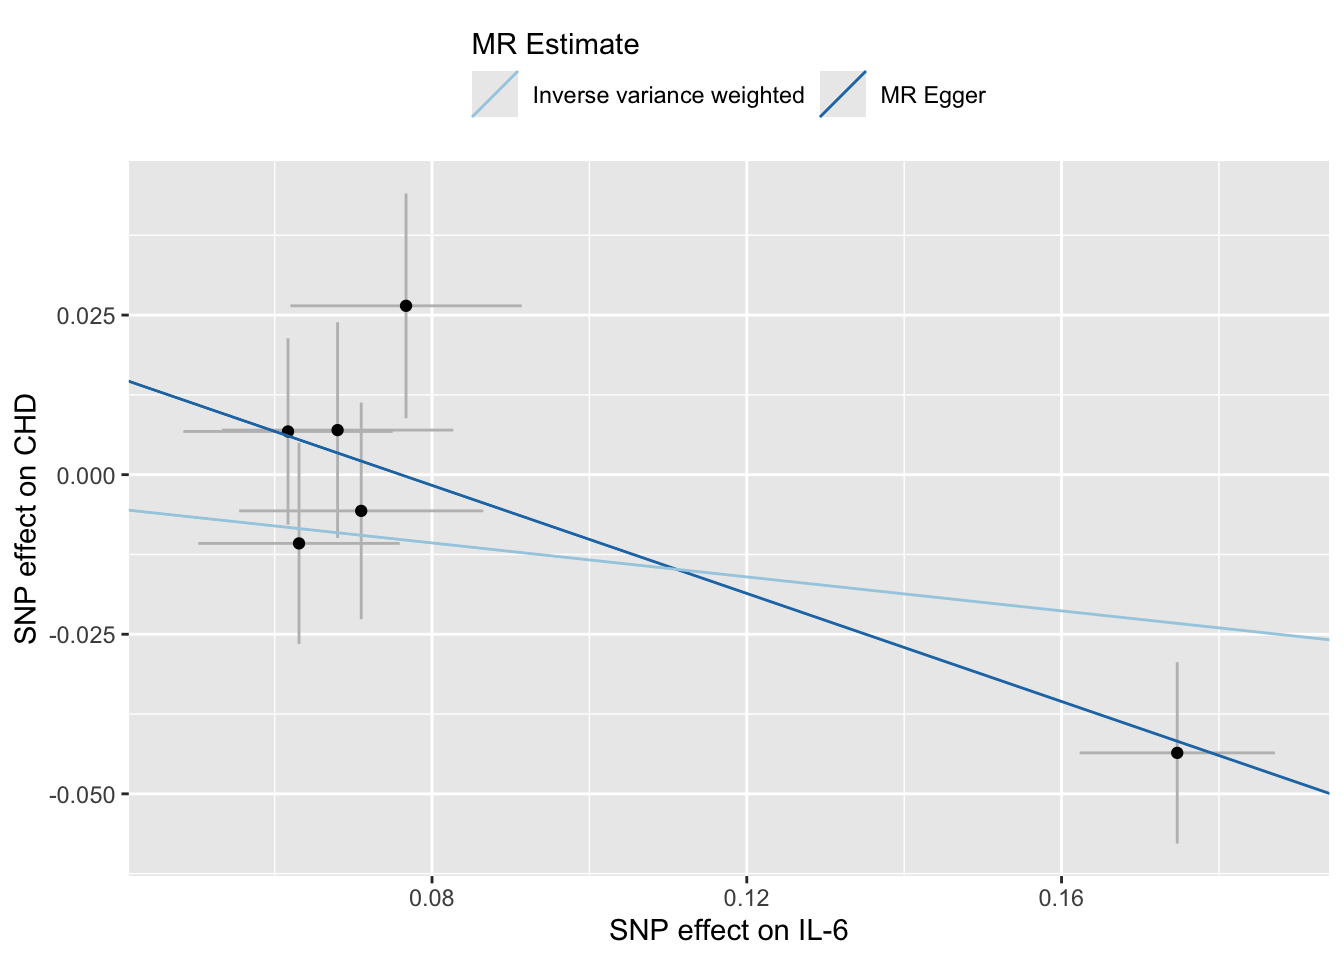 MR Estimate
Inverse variance weighted MR Egger
0.025
0.000
-0.025
-0.050
SNP effect on CHD
0.08 0.12 0.16
SNP effect on IL-6